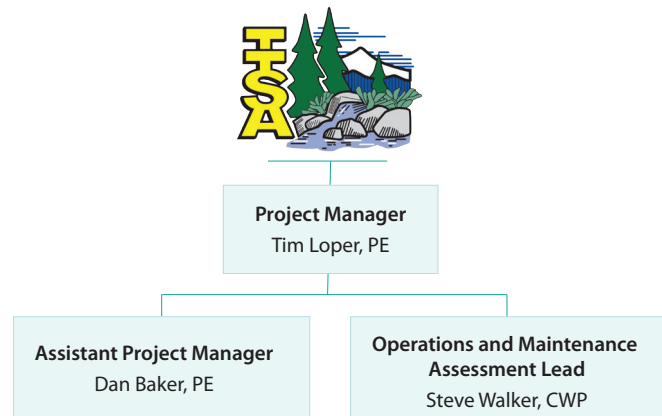 TTSA
Project Manager
Tim Loper, PE
Assistant Project Manager
Dan Baker, PE
Operations and Maintenance
Assessment Lead
Steve Walker, CWP